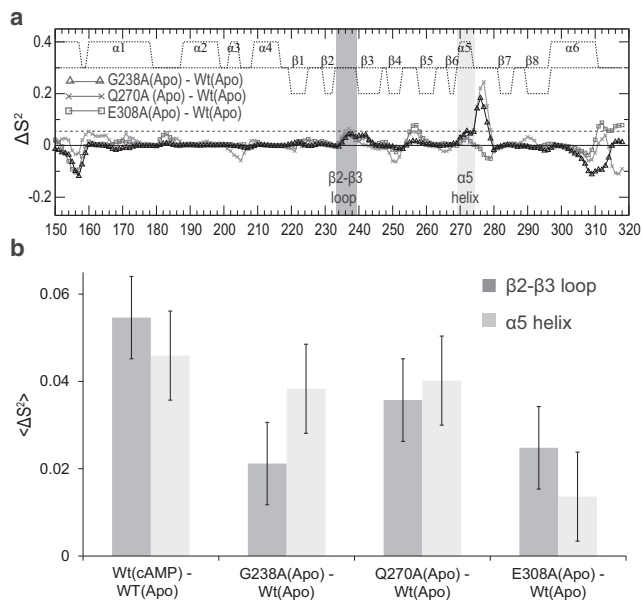 a
0.4
0.2
0
-0.2
ΔS²
α1 α2 α3 α4 β1 β2 β3 β4 β5 β6 α5 β7 β8 α6
G238A(Apo) - Wt(Apo)
Q270A (Apo) - Wt(Apo)
E308A(Apo) - Wt(Apo)
β2-β3 loop
α5 helix
150 160 170 180 190 200 210 220 230 240 250 260 270 280 290 300 310 320
b
0.06
0.04
0.02
0
<ΔS²>
β2-β3 loop
α5 helix
Wt(cAMP) - WT(Apo)
G238A(Apo) - Wt(Apo)
Q270A(Apo) - Wt(Apo)
E308A(Apo) - Wt(Apo)